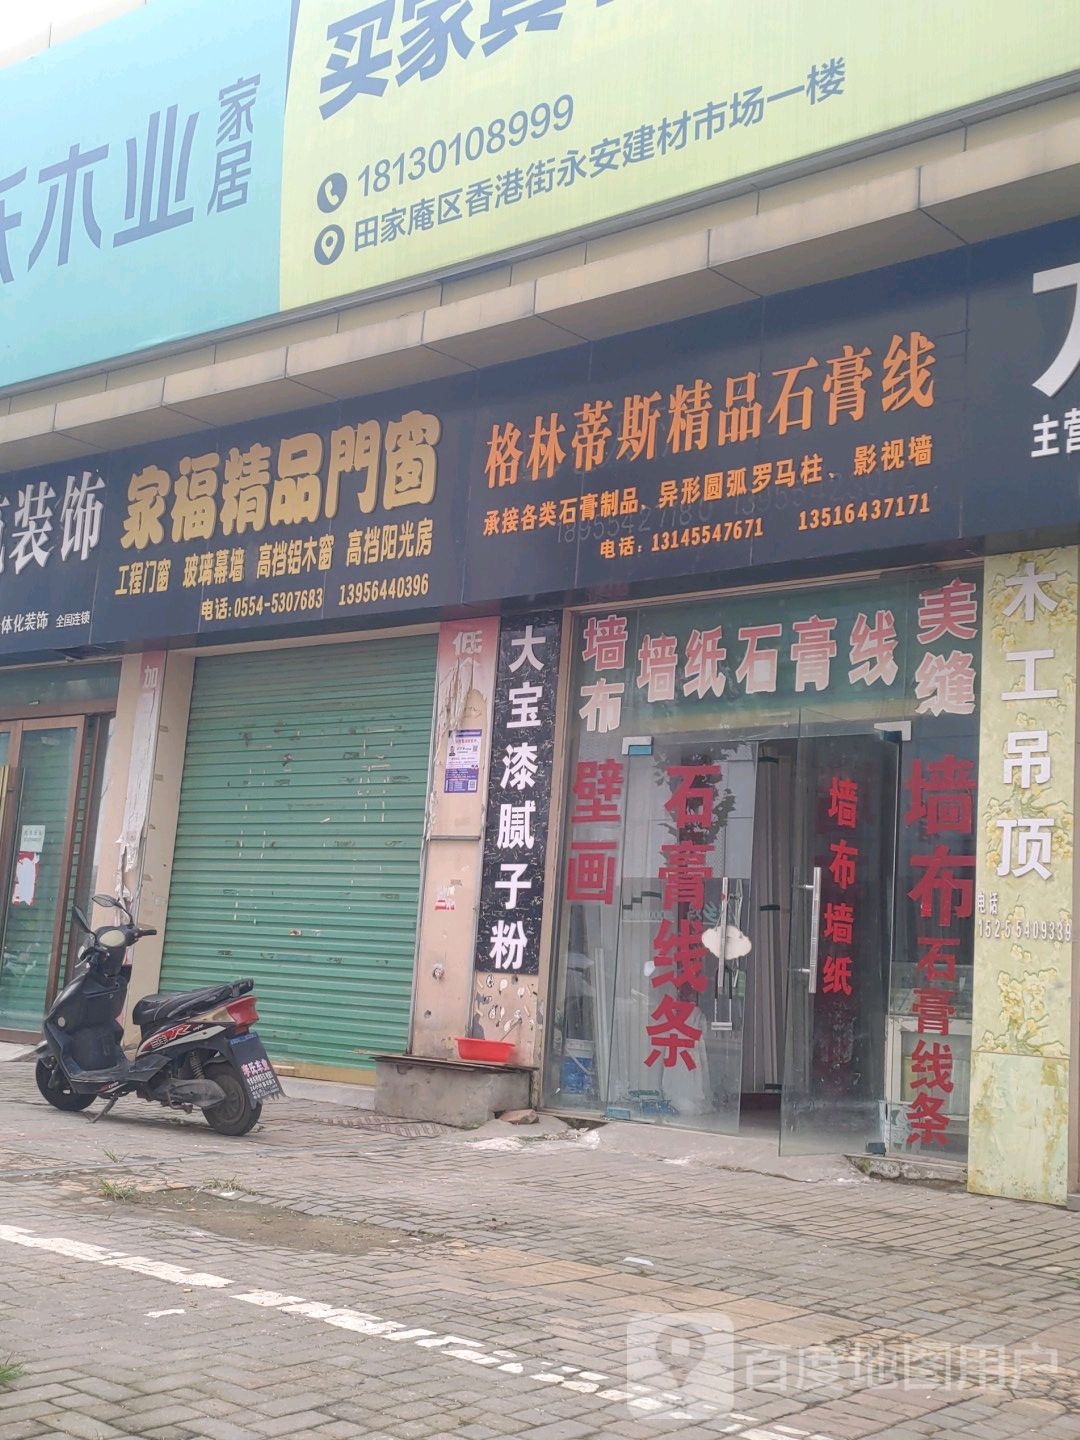 木业
家居
买家具
18130108999
田家庵区香港街永安建材市场一楼
装饰
体化装饰 全国连锁
家福精品門窗
工程门窗 玻璃幕墙 高档铝木窗 高档阳光房
电话:0554-5307683 13956440396
格林蒂斯精品石膏线
承接各类石膏制品、异形圆弧罗马柱、影视墙
电话:13145547671 13516437171
主营
加
低
大宝漆腻子粉
墙布
壁画
墙纸石膏线
美缝
石膏线条
墙布墙纸
墙布石膏线条
木工吊顶
电话
15255409339
李氏车业
百度地图用户